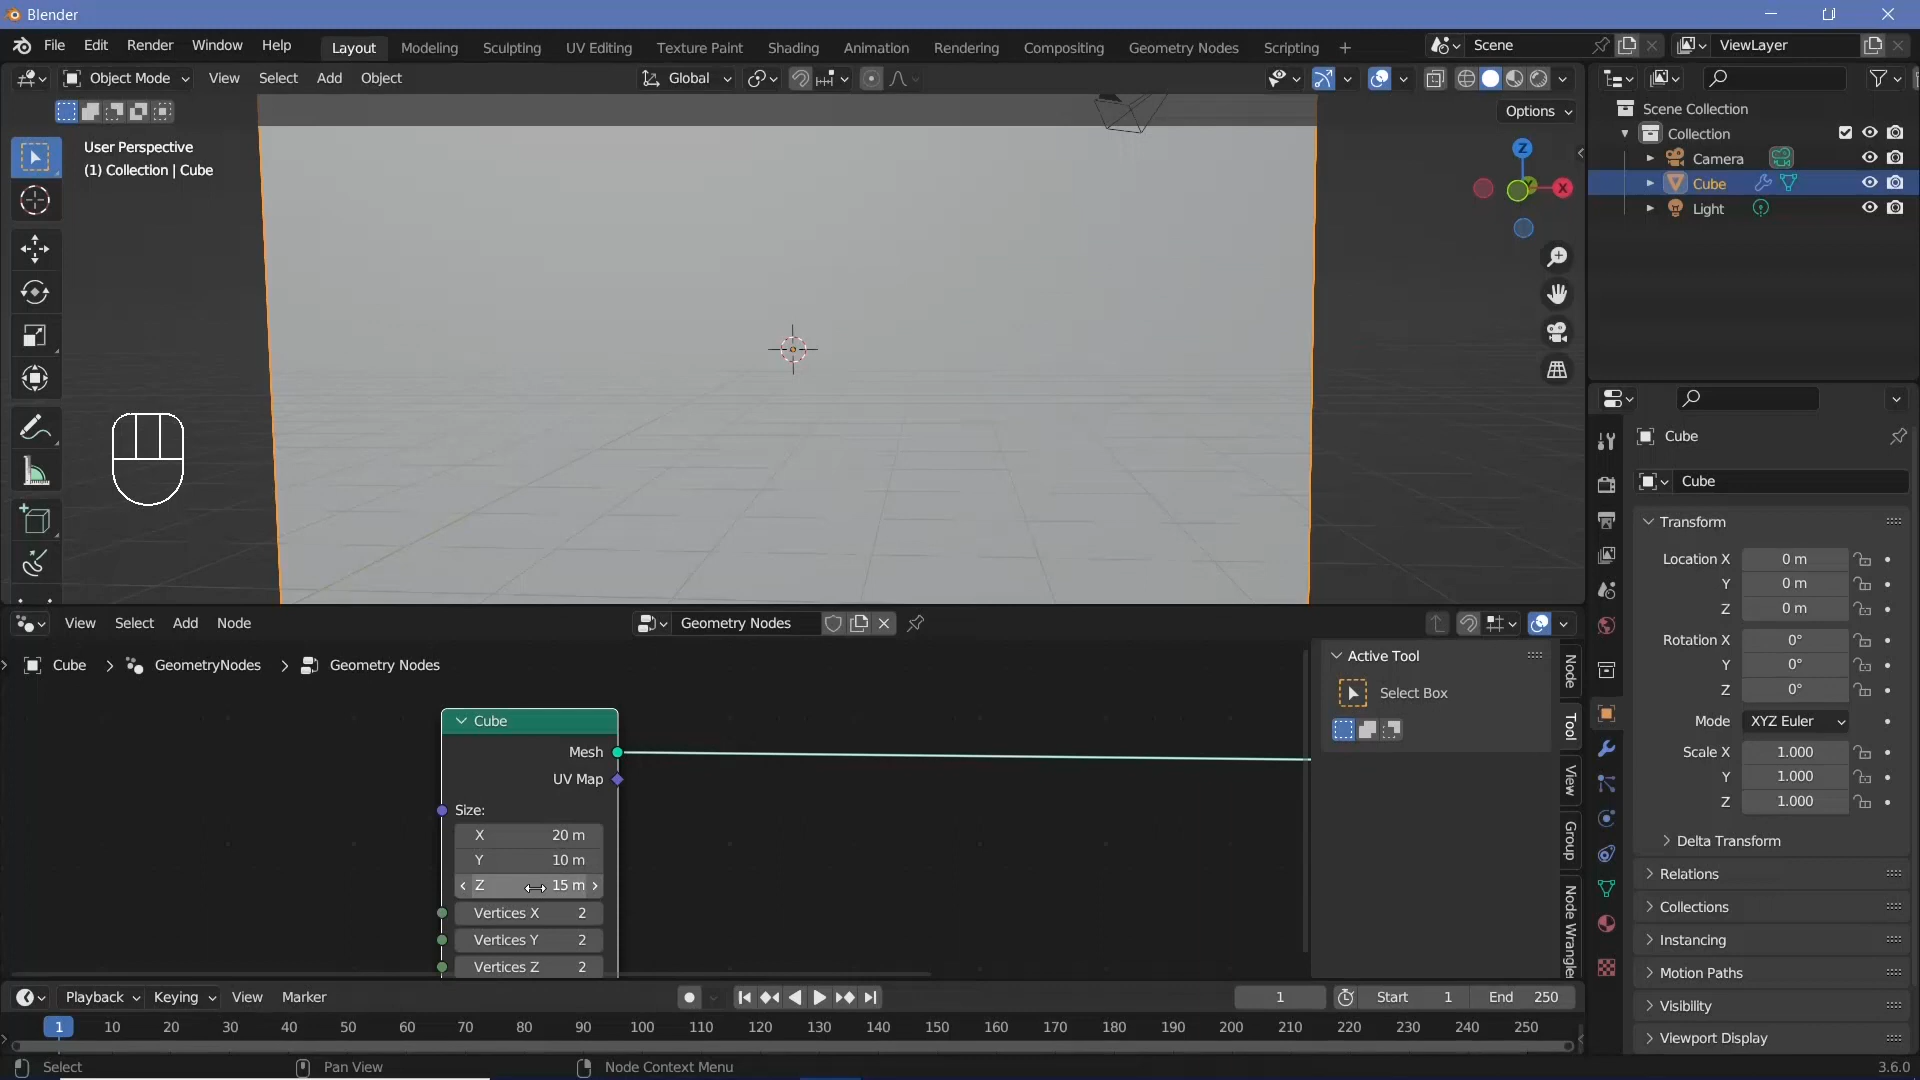 Blender
File Edit Render Window Help Layout Modeling Sculpting UV Editing Texture Paint Shading Animation Rendering Compositing Geometry Nodes Scripting + Scene ViewLayer
Object Mode View Select Add Object Global
Options
User Perspective
(1) Collection | Cube
Z
X
Scene Collection
Collection
Camera
Cube
Light
Cube
Cube
Transform
Location X 0 m
Y 0 m
Z 0 m
Rotation X 0°
Y 0°
Z 0°
Mode XYZ Euler
Scale X 1.000
Y 1.000
Z 1.000
Delta Transform
Relations
Collections
Instancing
Motion Paths
Visibility
Viewport Display
View Select Add Node Geometry Nodes
Cube > GeometryNodes > Geometry Nodes
Active Tool
Select Box
Node
Tool
View
Group
Node Wrangler
Cube
Mesh
UV Map
Size:
X 20 m
Y 10 m
Z 15 m
Vertices X 2
Vertices Y 2
Vertices Z 2
Playback Keying View Marker 1 Start 1 End 250
1 10 20 30 40 50 60 70 80 90 100 110 120 130 140 150 160 170 180 190 200 210 220 230 240 250
Select Pan View Node Context Menu 3.6.0